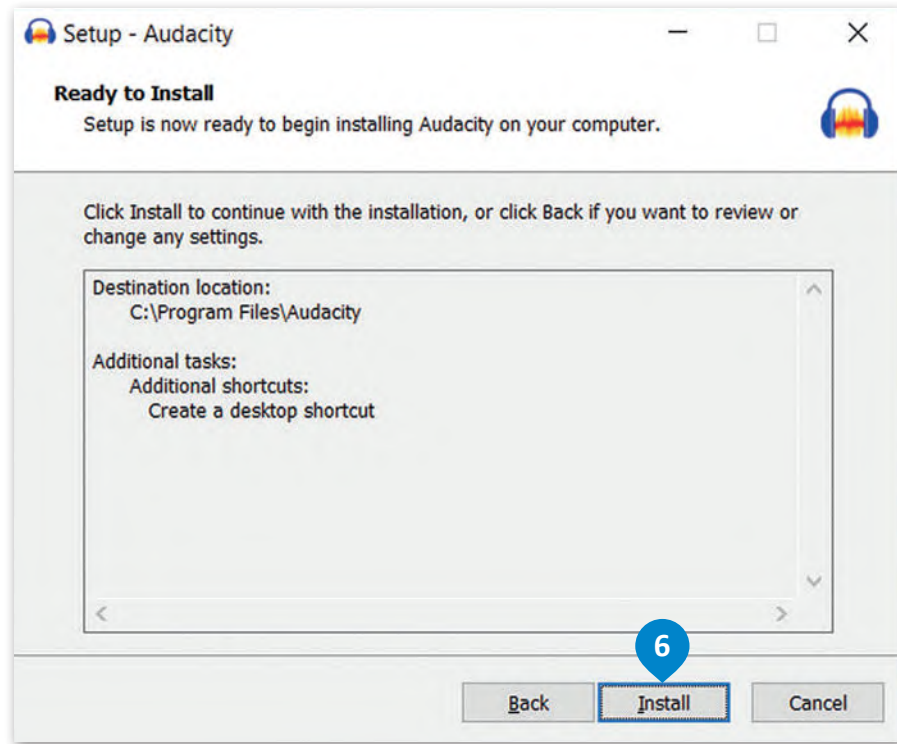 Setup - Audacity
Ready to Install
Setup is now ready to begin installing Audacity on your computer.
Click Install to continue with the installation, or click Back if you want to review or
change any settings.
Destination location:
C:\Program Files\Audacity
Additional tasks:
Additional shortcuts:
Create a desktop shortcut
6
Back
Install
Cancel